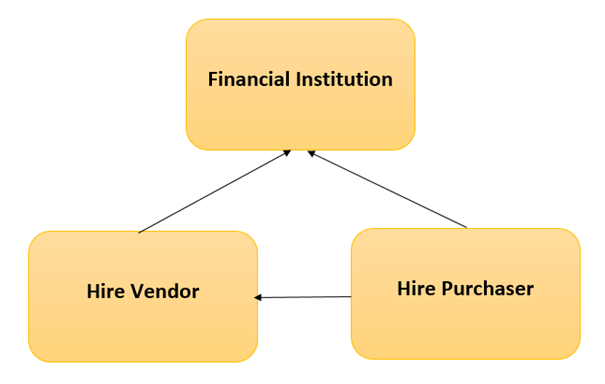 Financial Institution
Hire Vendor
Hire Purchaser